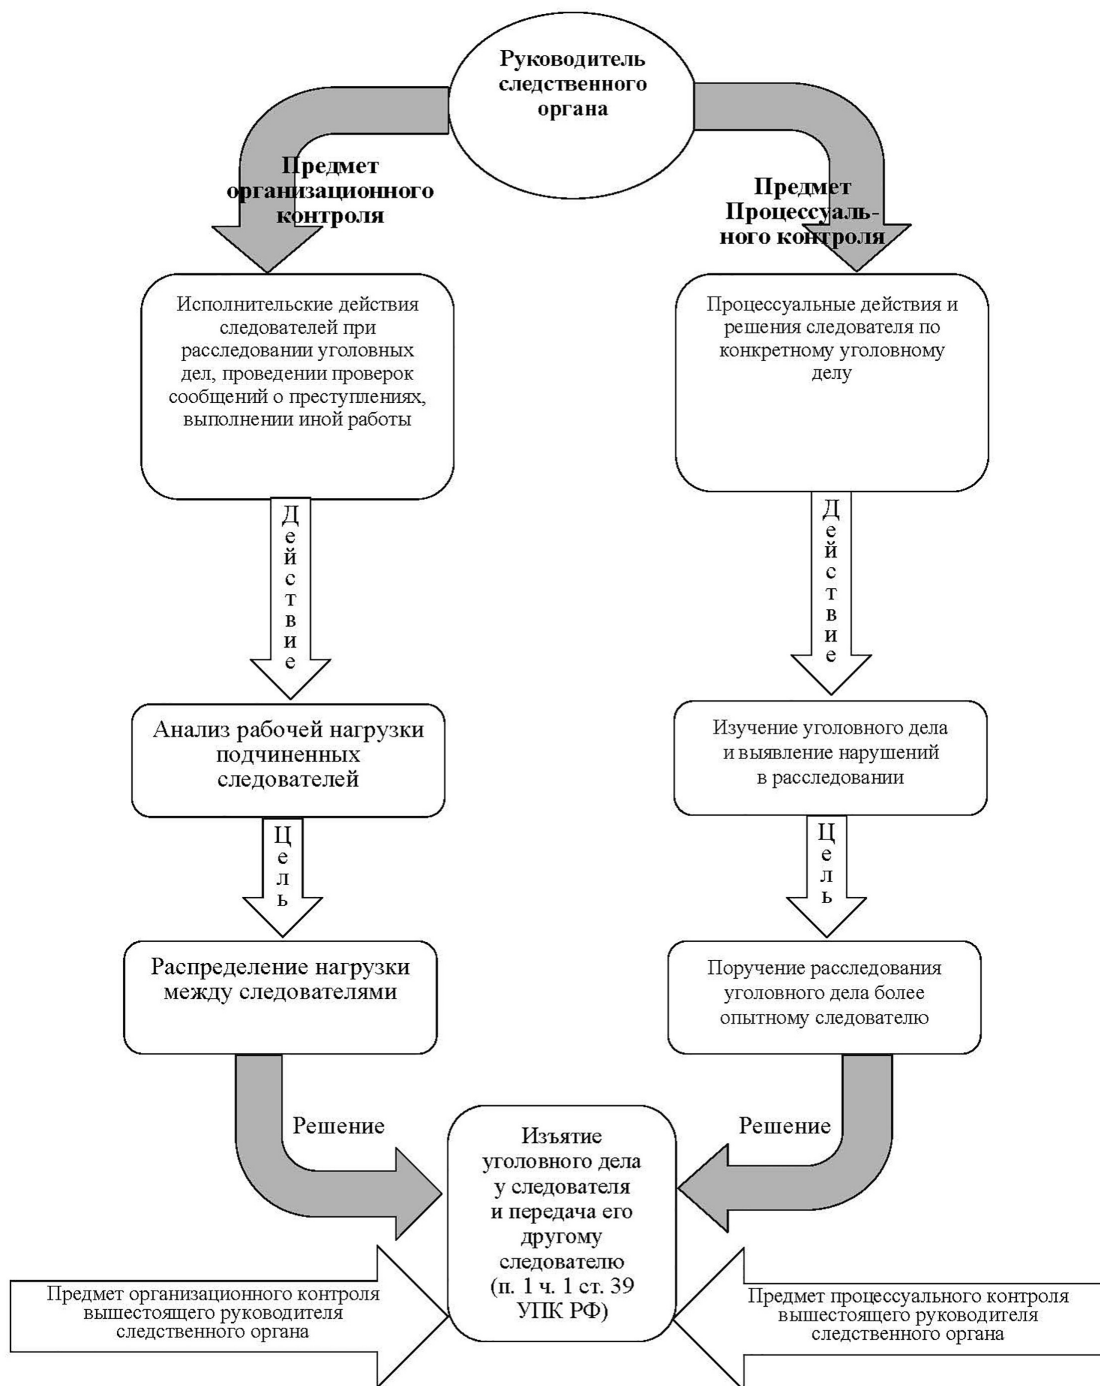 Руководитель
следственного
органа
Предмет
организационного
контроля
Предмет
Процессуаль-
ного контроля
Исполнительские действия
следователей при
расследовании уголовных
дел, проведении проверок
сообщений о преступлениях,
выполнении иной работы
Процессуальные действия и
решения следователя по
конкретному уголовному
делу
Действие
Действие
Анализ рабочей нагрузки
подчиненных
следователей
Изучение уголовного дела
и выявление нарушений
в расследовании
Цель
Цель
Распределение нагрузки
между следователями
Поручение расследования
уголовного дела более
опытному следователю
Решение
Решение
Изъятие
уголовного дела
у следователя
и передача его
другому
следователю
(п. 1 ч. 1 ст. 39
УПК РФ)
Предмет организационного контроля
вышестоящего руководителя
следственного органа
Предмет процессуального контроля
вышестоящего руководителя
следственного органа